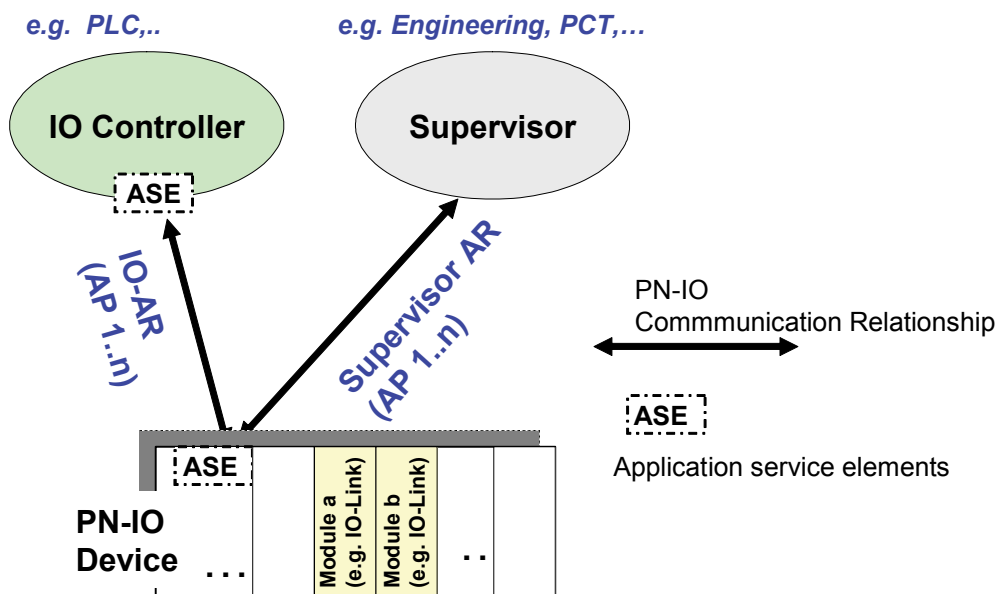 e.g. PLC,..
e.g. Engineering, PCT,…
IO Controller
Supervisor
ASE
IO-AR
(AP 1..n)
Supervisor AR
(AP 1..n)
PN-IO
Commmunication Relationship
ASE
Application service elements
ASE
PN-IO
Device
...
Module a
(e.g. IO-Link)
Module b
(e.g. IO-Link)
..